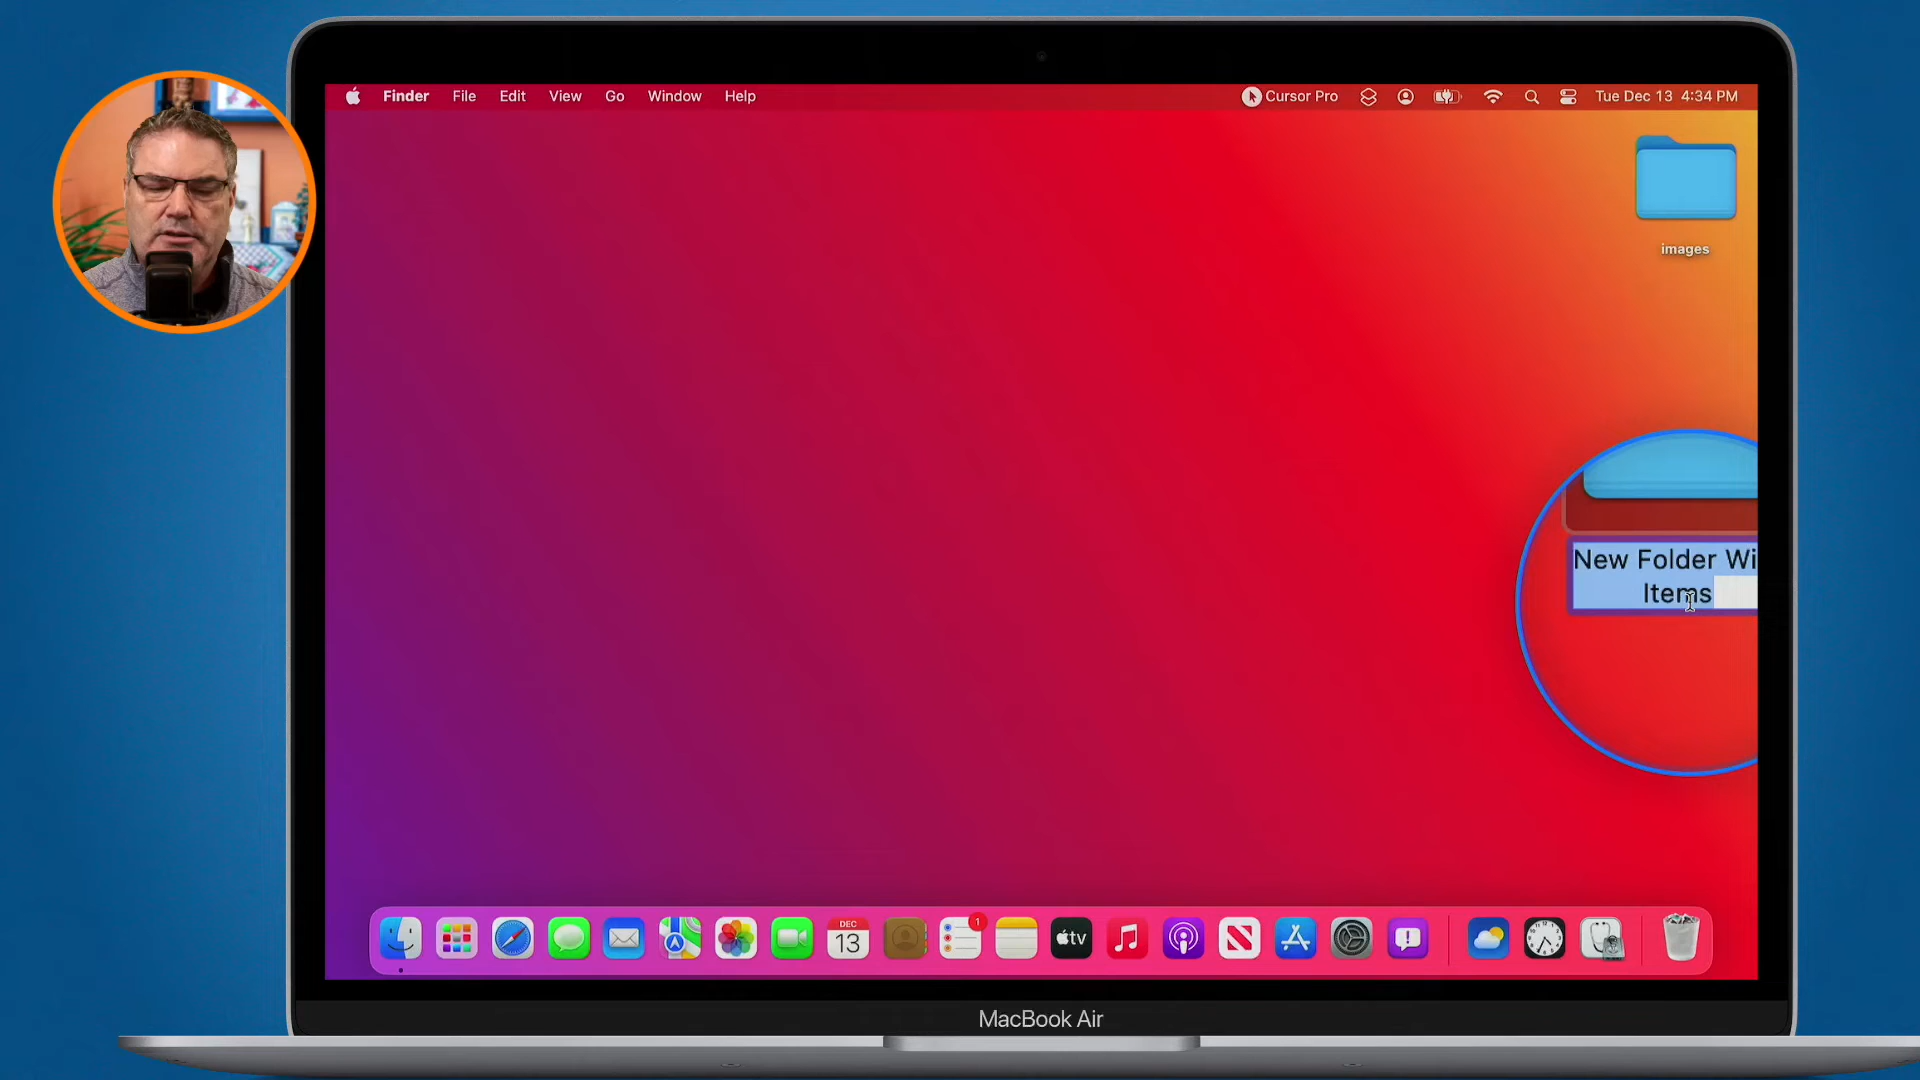 Finder File Edit View Go Window Help Cursor Pro Tue Dec 13 4:34 PM
images
New Folder Wi
Items
DEC
13
1
tv
MacBook Air